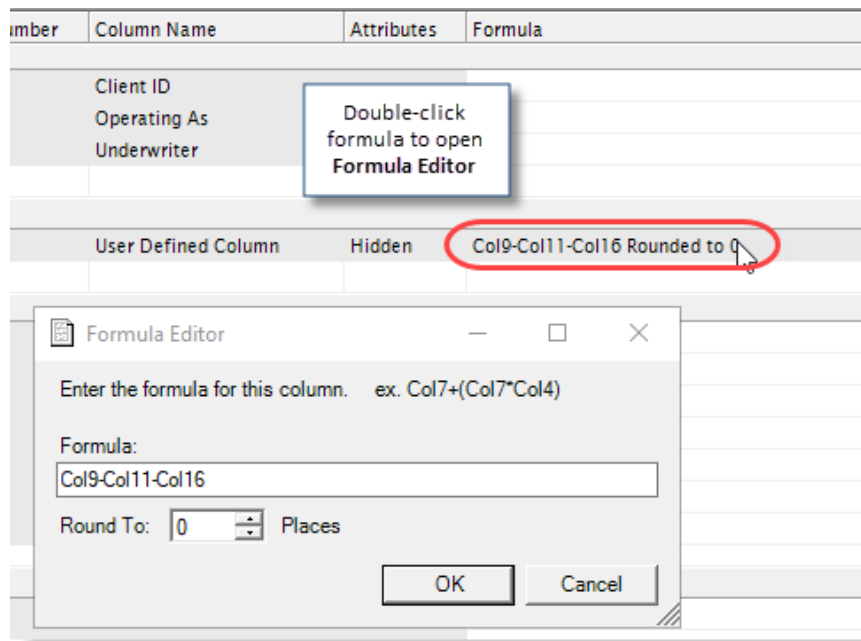 umber Column Name Attributes Formula
Client ID
Operating As
Underwriter
Double-click
formula to open
Formula Editor
User Defined Column Hidden Col9-Col11-Col16 Rounded to 0
Formula Editor
Enter the formula for this column. ex. Col7+(Col7*Col4)
Formula:
Col9-Col11-Col16
Round To: 0 Places
OK Cancel